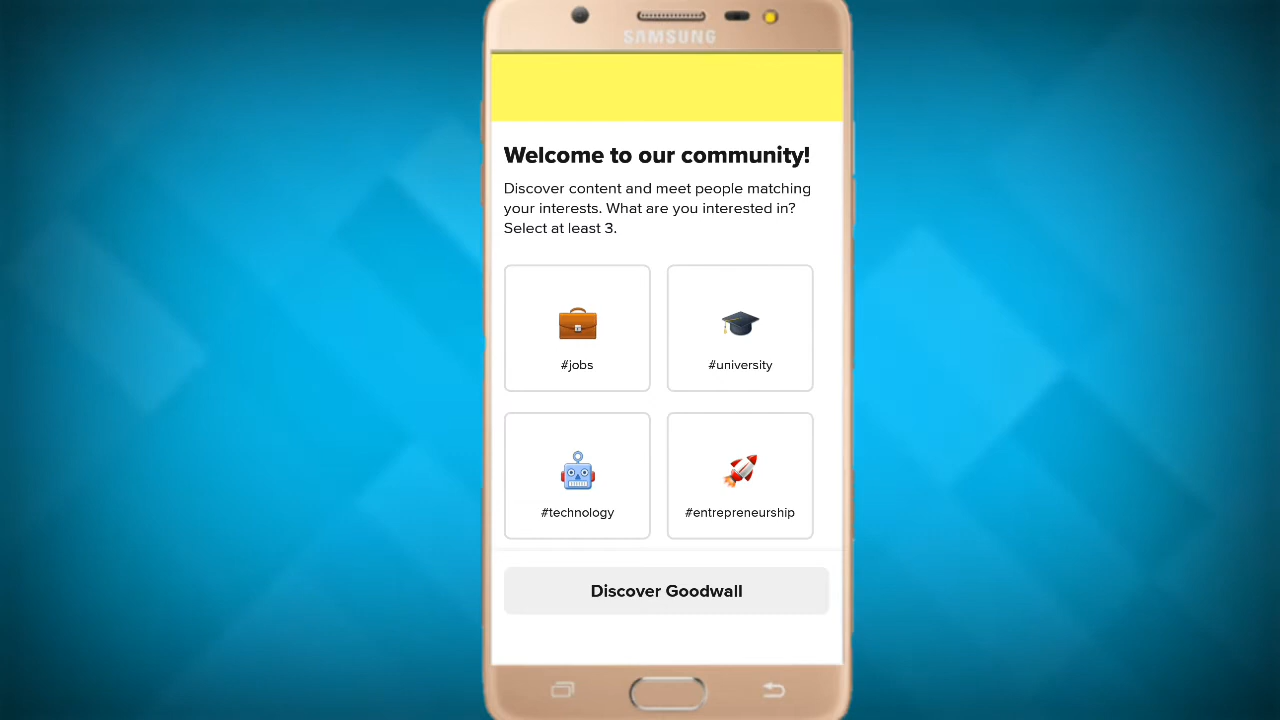 SAMSUNG
Welcome to our community!
Discover content and meet people matching
your interests. What are you interested in?
Select at least 3.
#jobs
#university
#technology
#entrepreneurship
Discover Goodwall